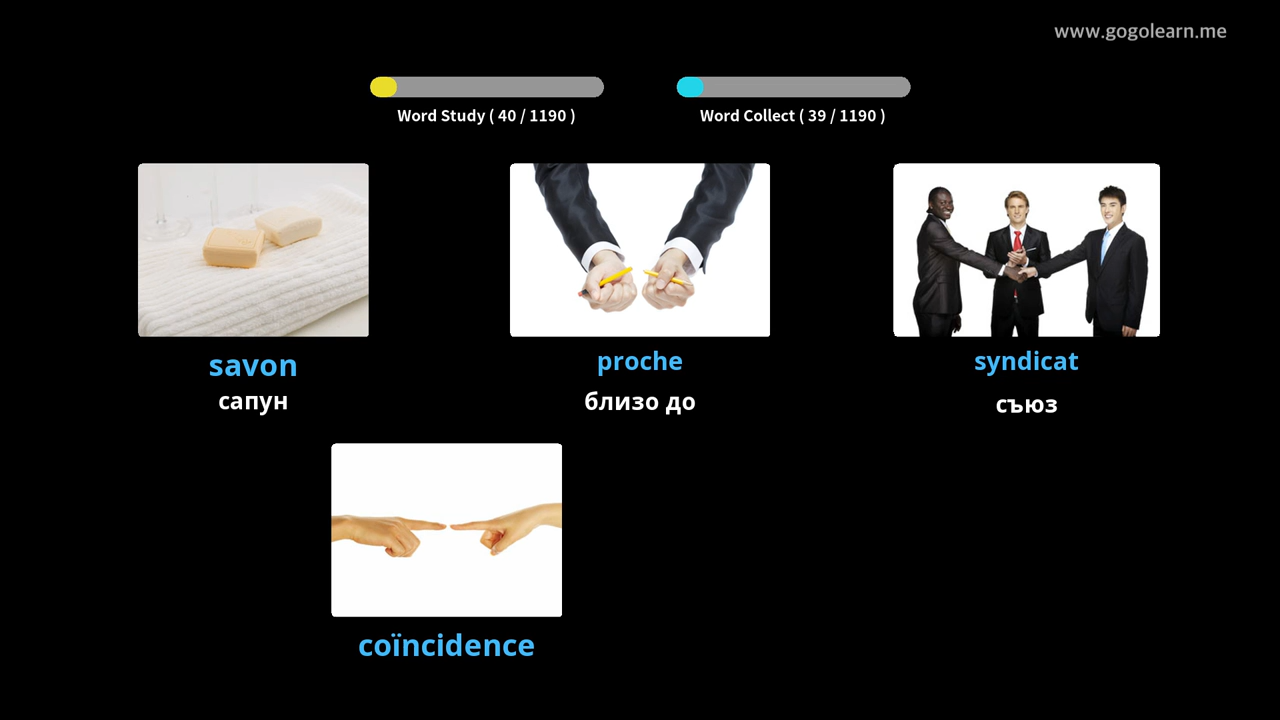 www.gogolearn.me
Word Study ( 40 / 1190 )
Word Collect ( 39 / 1190 )
savon
сапун
proche
близо до
syndicat
съюз
coïncidence